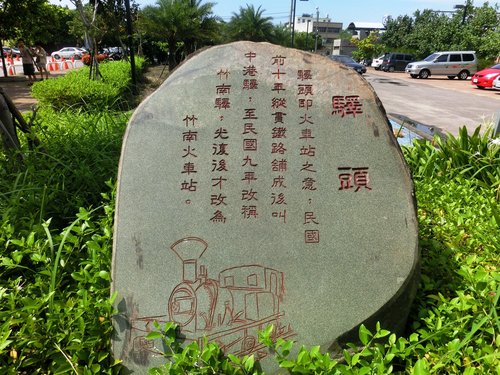 驛頭
驛頭即火車站之意，民國
前十年縱貫鐵路舖成後叫
中港驛，至民國九年改稱
竹南驛，光復後才改為
竹南火車站。